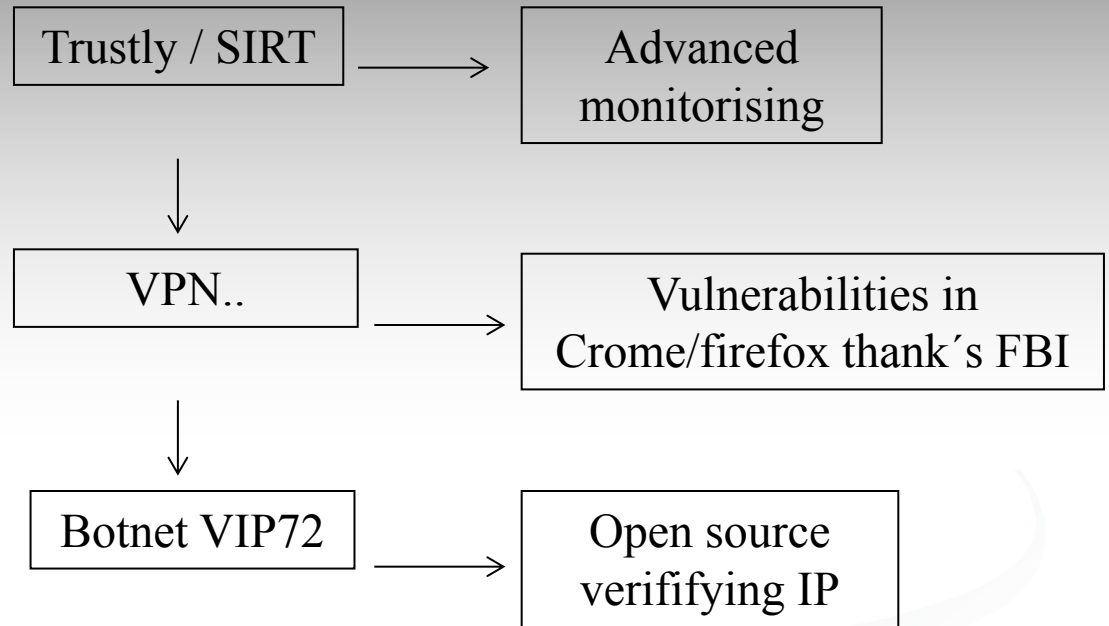 Trustly / SIRT
Advanced
monitorising
VPN..
Vulnerabilities in
Crome/firefox thank´s FBI
Botnet VIP72
Open source
verififying IP